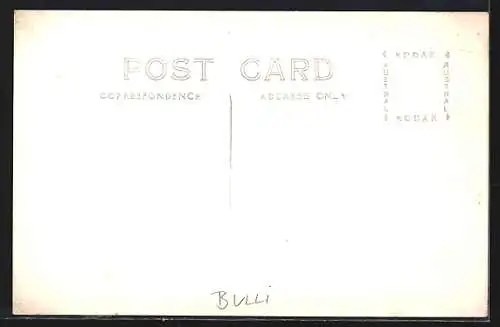 POST CARD
CORRESPONDENCE ADDRESS ONLY
KODAK
AUSTRAL
AUSTRAL
KODAK
BULLI